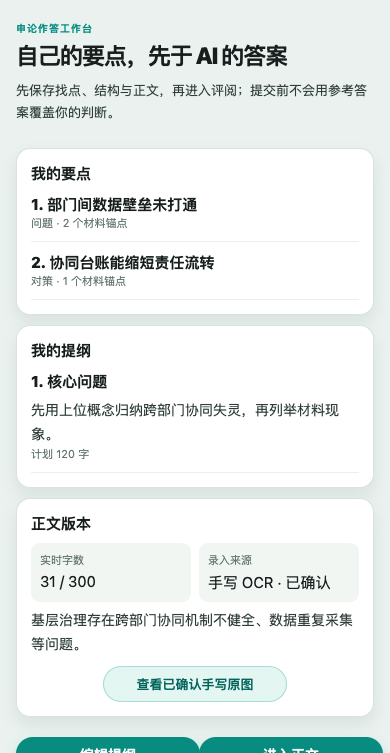 申论作答工作台
自己的要点，先于 AI 的答案
先保存找点、结构与正文，再进入评阅；提交前不会用参考答
案覆盖你的判断。
我的要点
1. 部门间数据壁垒未打通
问题 · 2 个材料锚点
2. 协同台账能缩短责任流转
对策 · 1 个材料锚点
我的提纲
1. 核心问题
先用上位概念归纳跨部门协同失灵，再列举材料现
象。
计划 120 字
正文版本
实时字数
31 / 300
录入来源
手写 OCR · 已确认
基层治理存在跨部门协同机制不健全、数据重复采集
等问题。
查看已确认手写原图
编辑提纲
进入正文